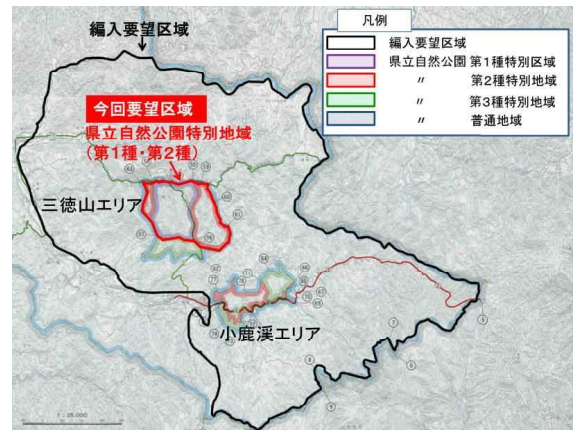 編入要望区域
凡例
編入要望区域
県立自然公園 第1種特別区域
〃 第2種特別地域
〃 第3種特別地域
〃 普通地域
今回要望区域
県立自然公園特別地域
(第1種・第2種)
三徳山エリア
小鹿渓エリア
1:25,000